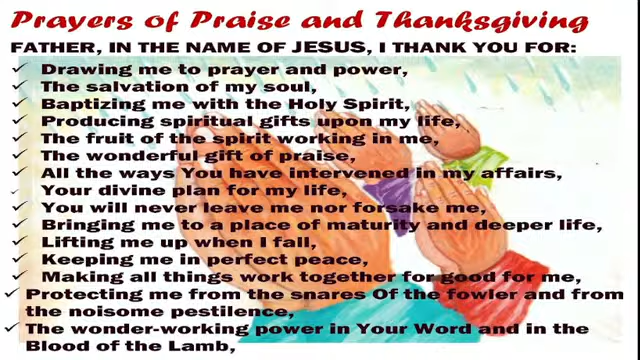 Prayers of Praise and Thanksgiving
FATHER, IN THE NAME OF JESUS, I THANK YOU FOR:
✓ Drawing me to prayer and power,
✓ The salvation of my soul,
✓ Baptizing me with the Holy Spirit,
✓ Producing spiritual gifts upon my life,
✓ The fruit of the spirit working in me,
✓ The wonderful gift of praise,
✓ All the ways You have intervened in my affairs,
✓ Your divine plan for my life,
✓ You will never leave me nor forsake me,
✓ Bringing me to a place of maturity and deeper life,
✓ Lifting me up when I fall,
✓ Keeping me in perfect peace,
✓ Making all things work together for good for me,
✓ Protecting me from the snares Of the fowler and from
the noisome pestilence,
✓ The wonder-working power in Your Word and in the
Blood of the Lamb,